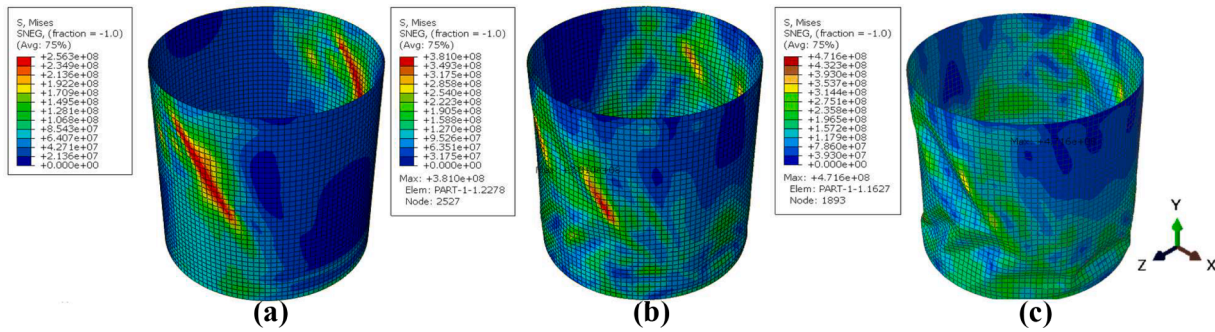 S, Mises
SNEG, (fraction = -1.0)
(Avg: 75%)
+2.563e+08
+2.349e+08
+2.136e+08
+1.922e+08
+1.709e+08
+1.495e+08
+1.281e+08
+1.068e+08
+8.543e+07
+6.407e+07
+4.271e+07
+2.136e+07
+0.000e+00
(a)
S, Mises
SNEG, (fraction = -1.0)
(Avg: 75%)
+3.810e+08
+3.493e+08
+3.175e+08
+2.858e+08
+2.540e+08
+2.223e+08
+1.905e+08
+1.588e+08
+1.270e+08
+9.526e+07
+6.351e+07
+3.175e+07
+0.000e+00
Max: +3.810e+08
Elem: PART-1-1.2278
Node: 2527
(b)
S, Mises
SNEG, (fraction = -1.0)
(Avg: 75%)
+4.716e+08
+4.323e+08
+3.930e+08
+3.537e+08
+3.144e+08
+2.751e+08
+2.358e+08
+1.965e+08
+1.572e+08
+1.179e+08
+7.860e+07
+3.930e+07
+0.000e+00
Max: +4.716e+08
Elem: PART-1-1.1627
Node: 1893
(c)
Y
Z
X